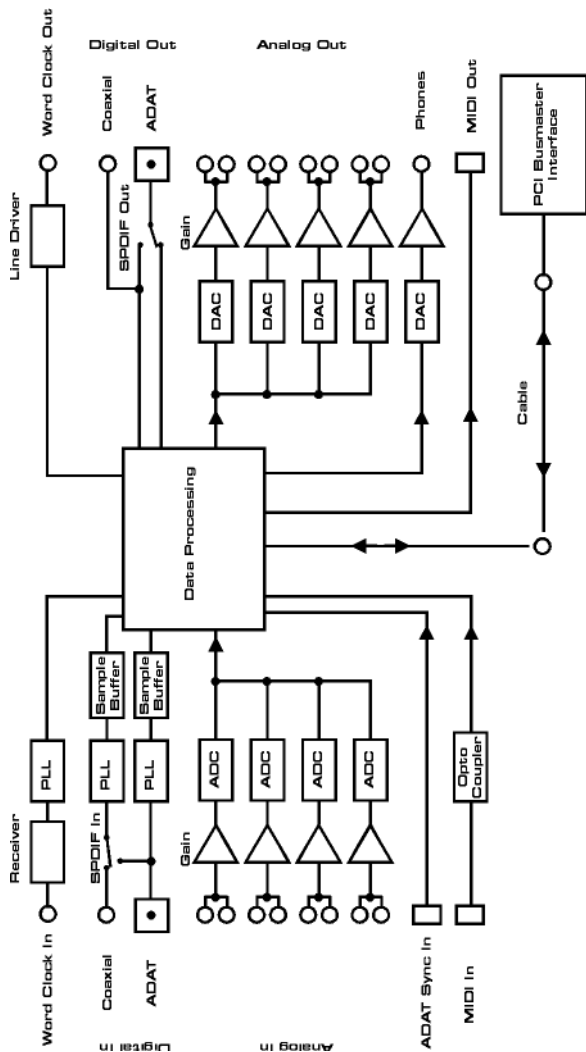 Word Clock In
Receiver
PLL
Line Driver
Word Clock Out
Digital In
Coaxial
SPDIF In
PLL
Sample
Buffer
ADAT
PLL
Sample
Buffer
Data Processing
SPDIF Out
Digital Out
Coaxial
ADAT
Analog In
Gain
ADC
ADC
ADC
ADC
DAC
DAC
DAC
DAC
Gain
Analog Out
DAC
Phones
ADAT Sync In
MIDI In
Opto
Coupler
MIDI Out
Cable
PCI Busmaster
Interface